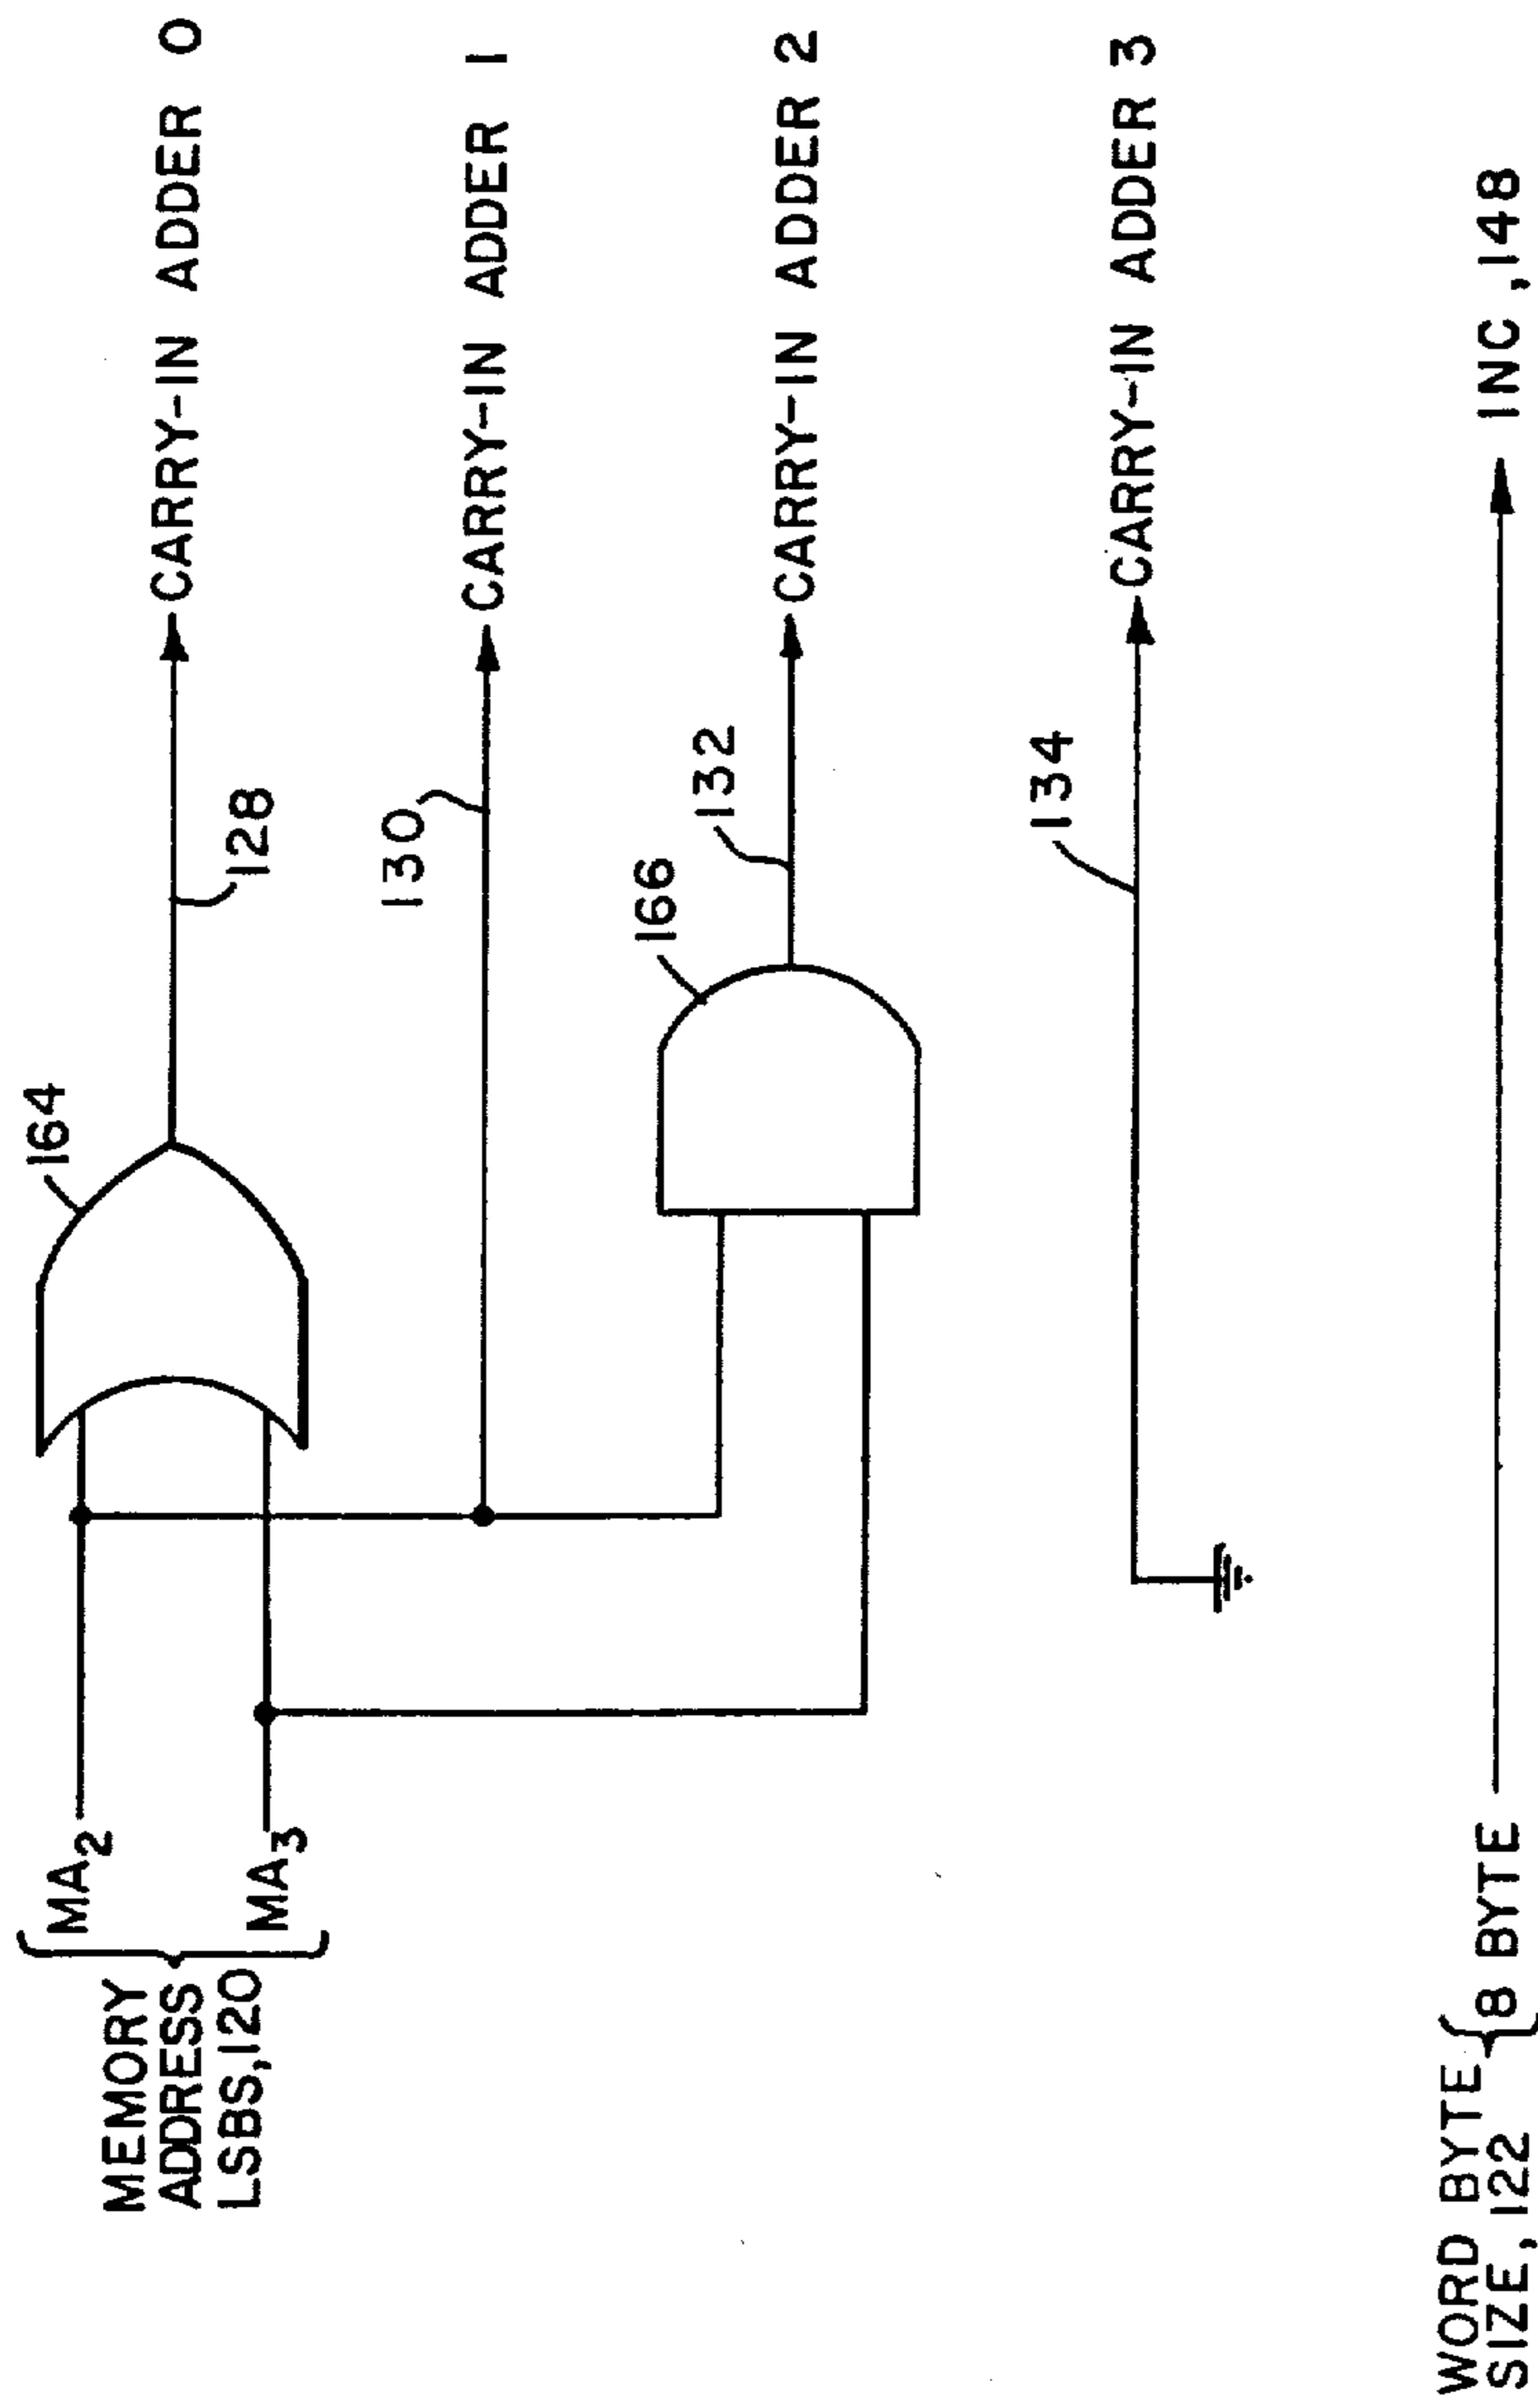 164
MA2
MEMORY
ADDRESS
LSBS,120
MA3
128
CARRY-IN ADDER 0
130
CARRY-IN ADDER 1
166
132
CARRY-IN ADDER 2
134
CARRY-IN ADDER 3
WORD BYTE
SIZE, 122
8 BYTE
INC ,148